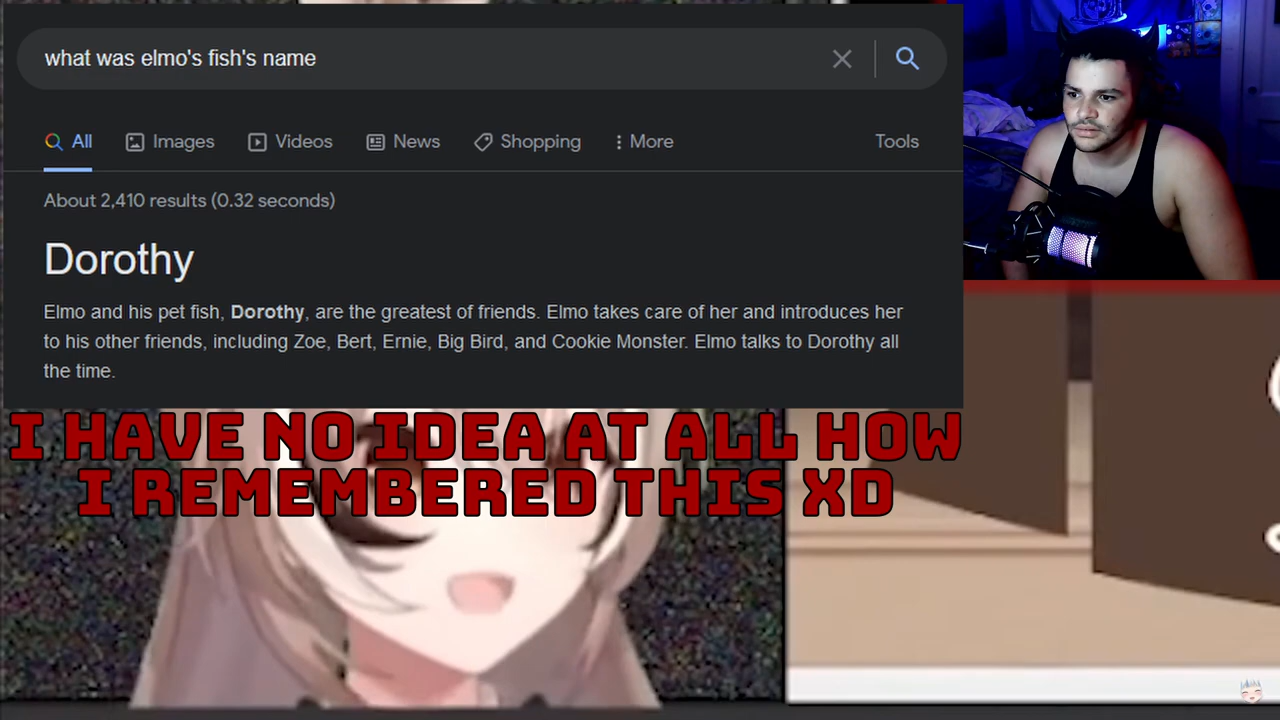 what was elmo's fish's name
All Images Videos News Shopping More Tools
About 2,410 results (0.32 seconds)
Dorothy
Elmo and his pet fish, Dorothy, are the greatest of friends. Elmo takes care of her and introduces her
to his other friends, including Zoe, Bert, Ernie, Big Bird, and Cookie Monster. Elmo talks to Dorothy all
the time.
I HAVE NO IDEA AT ALL HOW
I REMEMBERED THIS XD